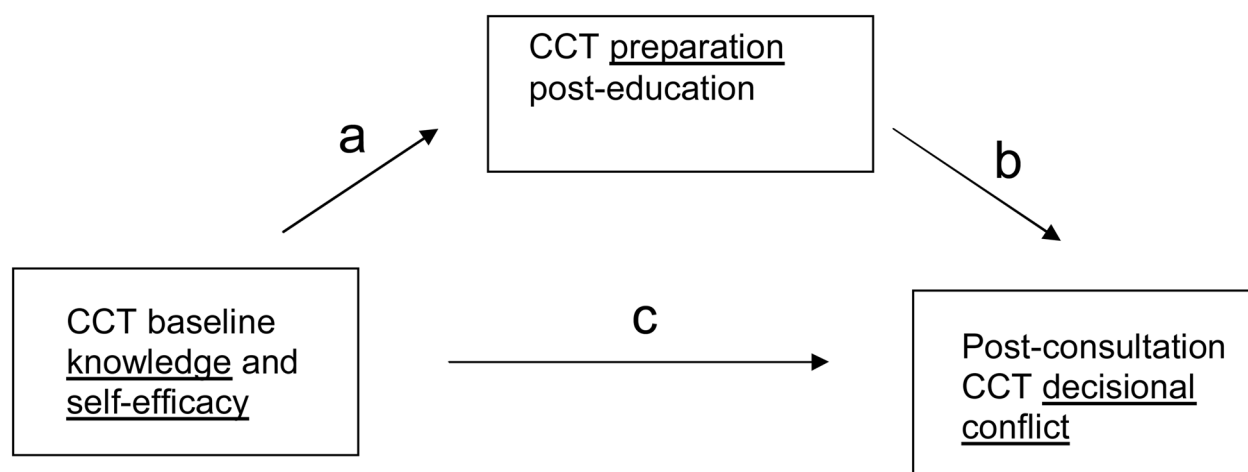 CCT preparation
post-education
a
b
CCT baseline
knowledge and
self-efficacy
c
Post-consultation
CCT decisional
conflict